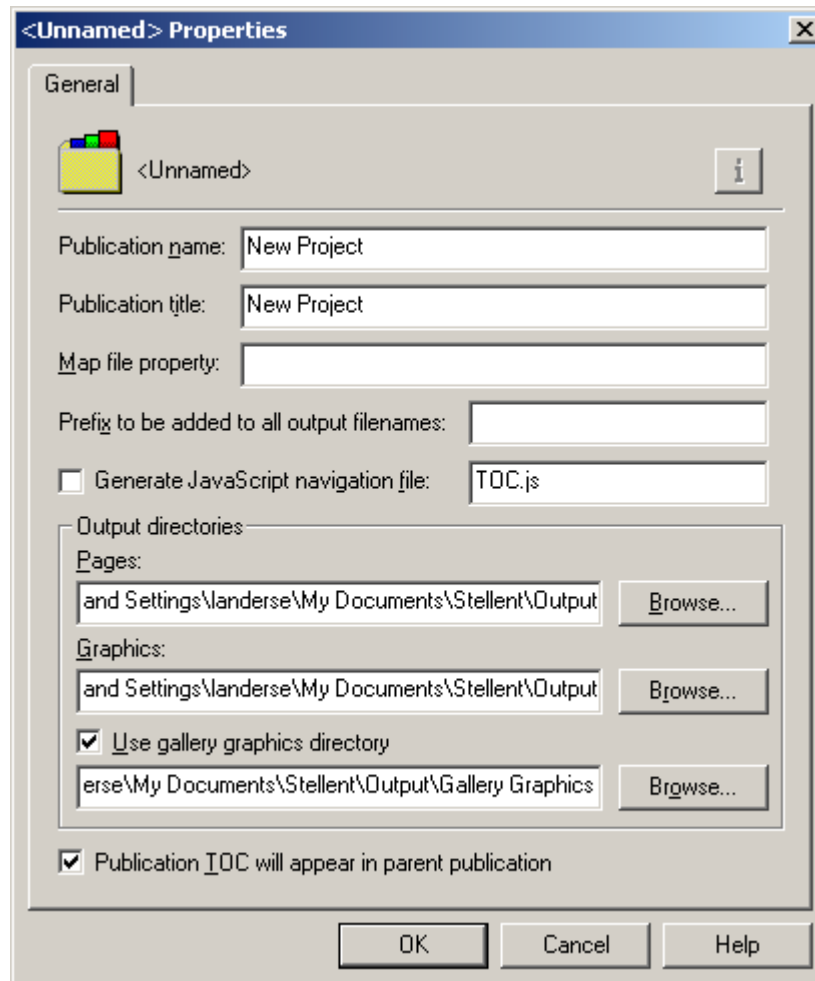 <Unnamed> Properties
General
<Unnamed>
i
Publication name: New Project
Publication title: New Project
Map file property:
Prefix to be added to all output filenames:
Generate JavaScript navigation file: TOC.js
Output directories
Pages:
and Settings\landerse\My Documents\Stellent\Output Browse...
Graphics:
and Settings\landerse\My Documents\Stellent\Output Browse...
Use gallery graphics directory
erse\My Documents\Stellent\Output\Gallery Graphics Browse...
Publication TOC will appear in parent publication
OK Cancel Help